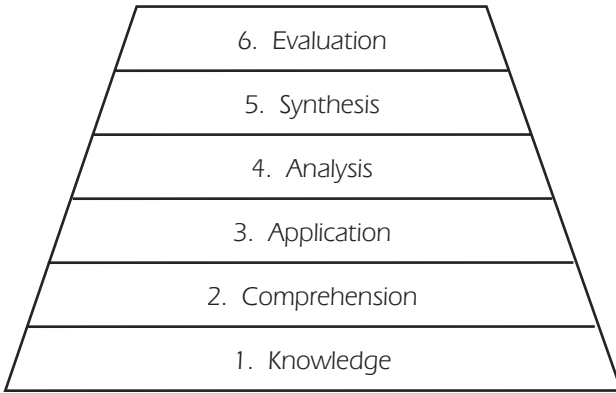 6. Evaluation
5. Synthesis
4. Analysis
3. Application
2. Comprehension
1. Knowledge